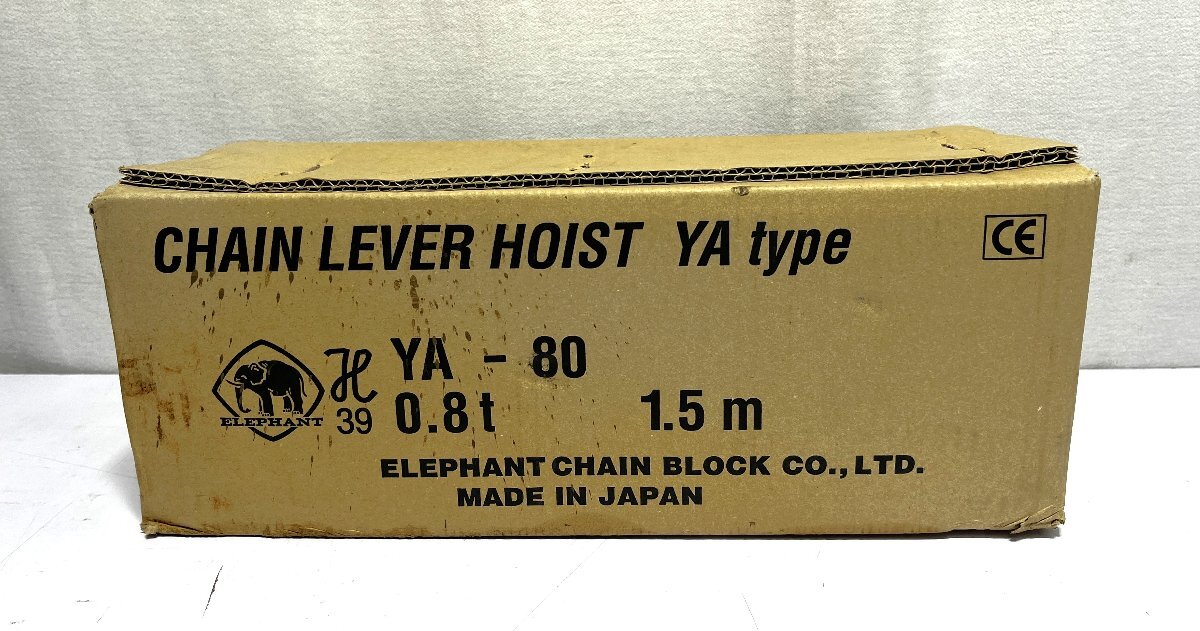 CHAIN LEVER HOIST YA type
CE
H YA - 80
39 0.8t 1.5 m
ELEPHANT
ELEPHANT CHAIN BLOCK CO., LTD.
MADE IN JAPAN